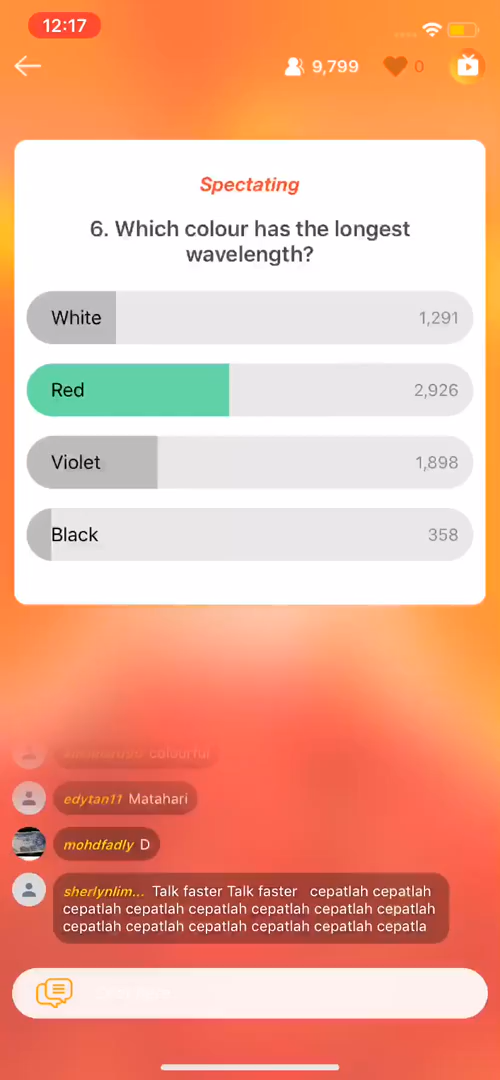 12:17
9,799
0
Spectating
6. Which colour has the longest
wavelength?
White 1,291
Red 2,926
Violet 1,898
Black 358
colourful
edytan11 Matahari
mohdfadly D
sherlynlim... Talk faster Talk faster cepatlah cepatlah
cepatlah cepatlah cepatlah cepatlah cepatlah cepatlah
cepatlah cepatlah cepatlah cepatlah cepatlah cepatla